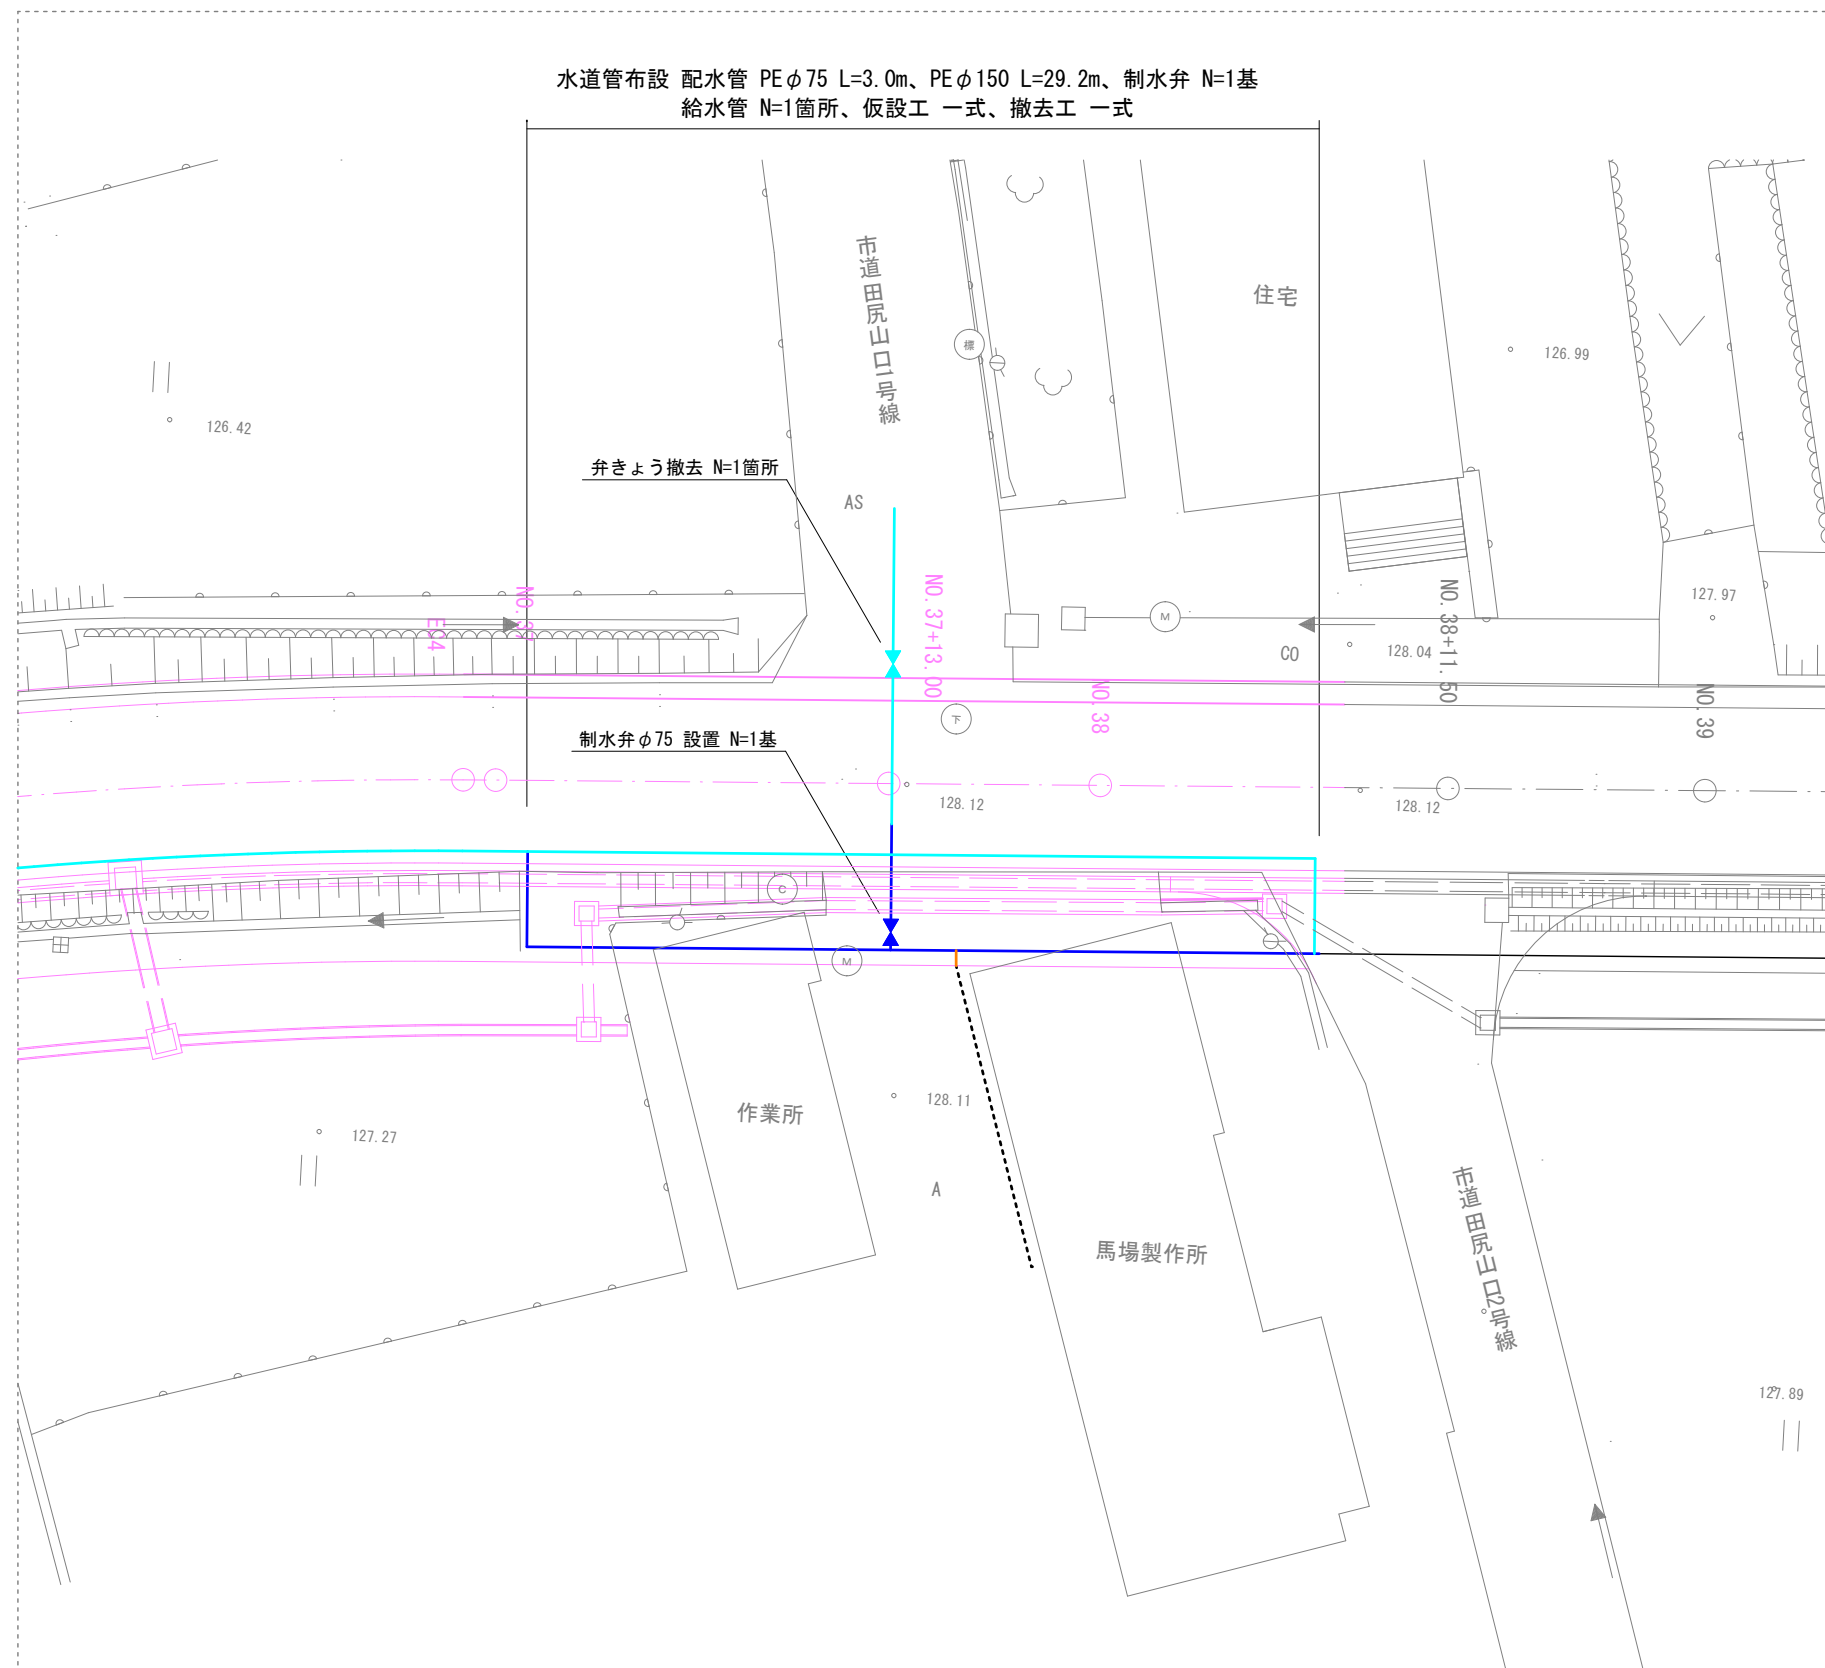 水道管布設 配水管 PEφ75 L=3.0m、PEφ150 L=29.2m、制水弁 N=1基
給水管 N=1箇所、仮設工 一式、撤去工 一式
市道田尻山口1号線
住宅
標
126.99
126.42
弁きょう撤去 N=1箇所
AS
NO.37
EC4
NO.37+13.00
M
NO.38+11.50
127.97
CO
128.04
NO.38
NO.39
下
制水弁φ75 設置 N=1基
128.12
128.12
C
M
作業所
128.11
127.27
A
馬場製作所
市道田尻山口2号線
127.89